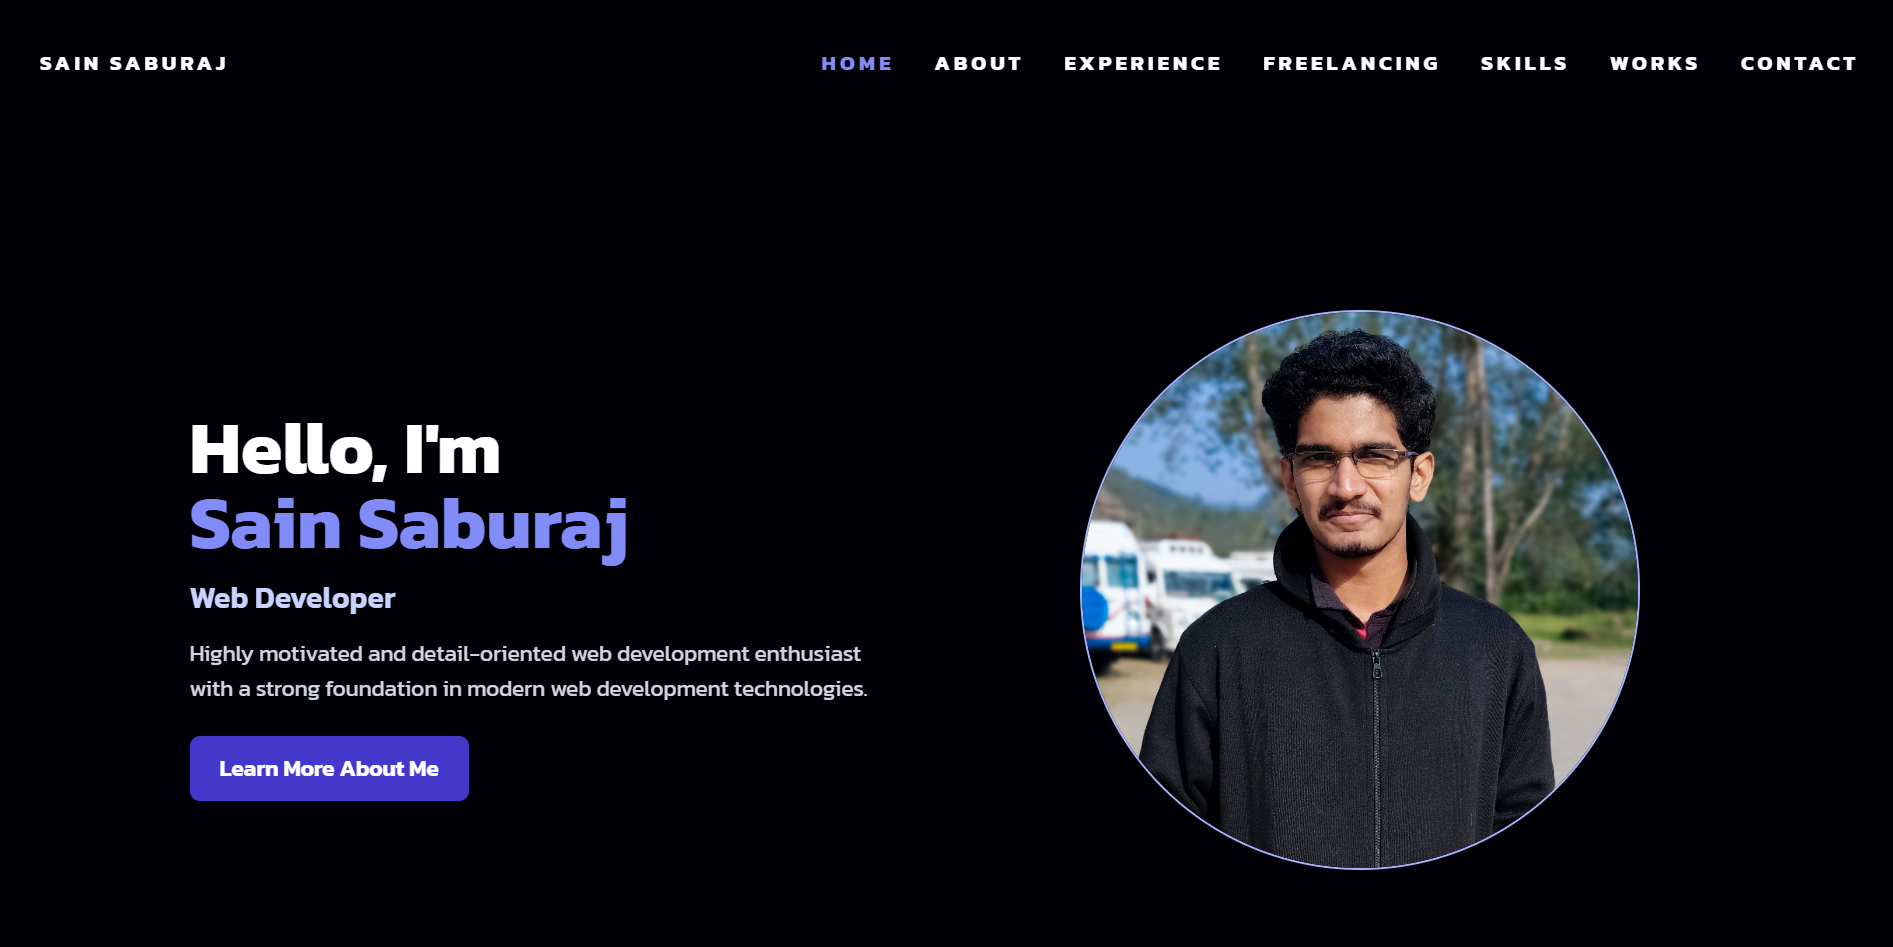 SAIN SABURAJ
HOME ABOUT EXPERIENCE FREELANCING SKILLS WORKS CONTACT
Hello, I'm
Sain Saburaj
Web Developer
Highly motivated and detail-oriented web development enthusiast
with a strong foundation in modern web development technologies.
Learn More About Me